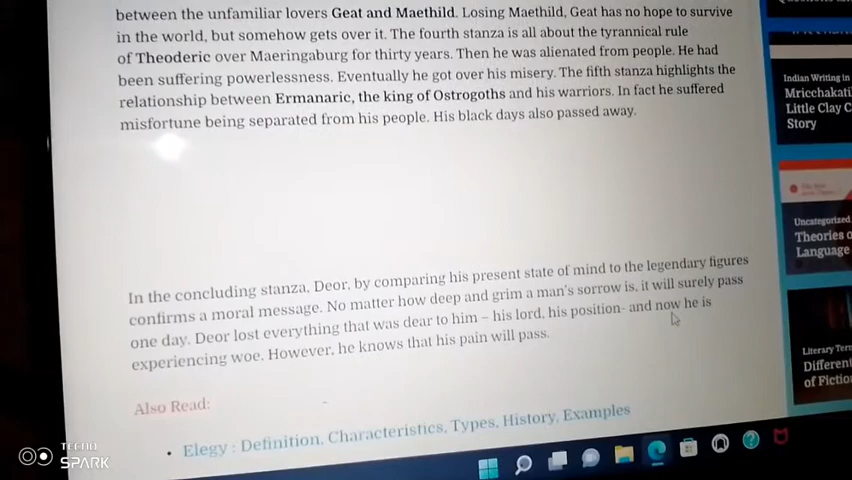 between the unfamiliar lovers Geat and Maethild. Losing Maethild, Geat has no hope to survive
in the world, but somehow gets over it. The fourth stanza is all about the tyrannical rule
of Theoderic over Maeringaburg for thirty years. Then he was alienated from people. He had
been suffering powerlessness. Eventually he got over his misery. The fifth stanza highlights the
relationship between Ermanaric, the king of Ostrogoths and his warriors. In fact he suffered
misfortune being separated from his people. His black days also passed away.
In the concluding stanza, Deor, by comparing his present state of mind to the legendary figures
confirms a moral message. No matter how deep and grim a man's sorrow is, it will surely pass
one day. Deor lost everything that was dear to him – his lord, his position- and now he is
experiencing woe. However, he knows that his pain will pass.
Also Read:
• Elegy : Definition, Characteristics, Types, History, Examples
Indian Writing in
Mricchakati
Little Clay C
Story
Uncategorized
Theories o
Language
Literary Ter
Differen
of Fictio
TECNO
SPARK